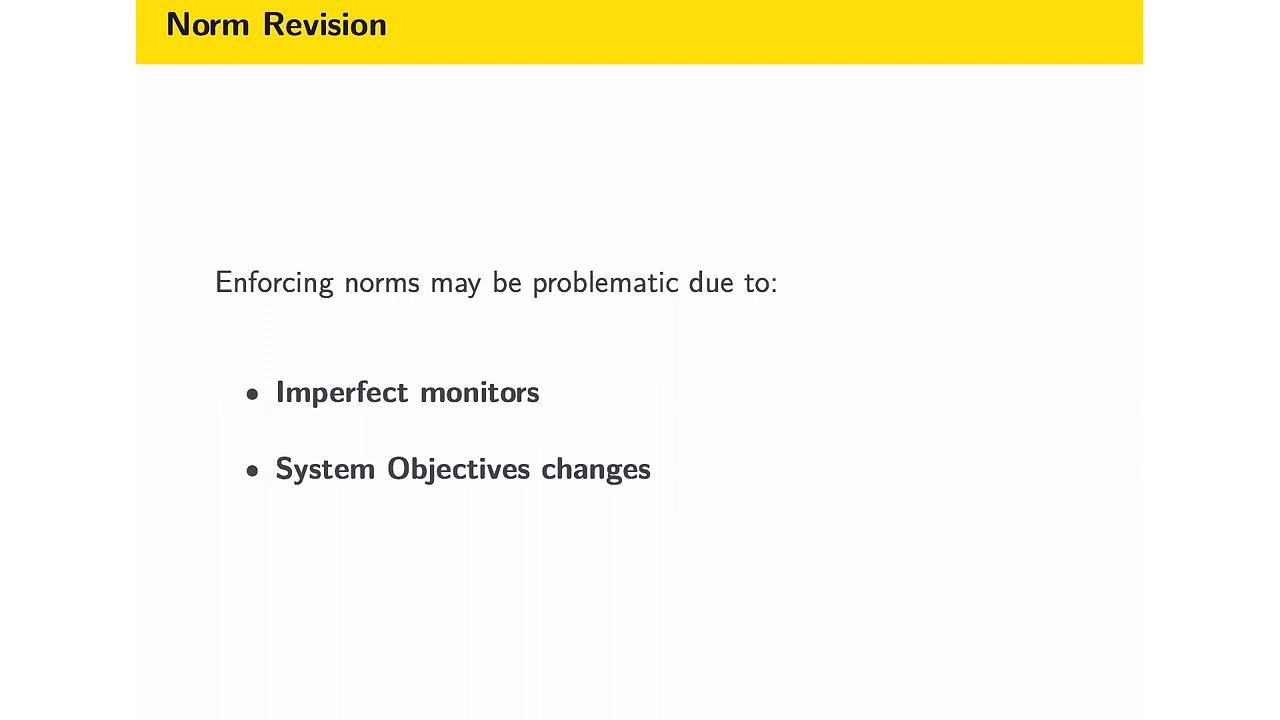 Norm Revision
Enforcing norms may be problematic due to:
• Imperfect monitors
• System Objectives changes